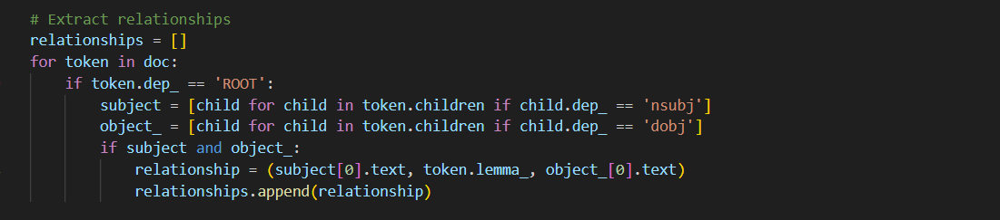 # Extract relationships
relationships = []
for token in doc:
    if token.dep_ == 'ROOT':
        subject = [child for child in token.children if child.dep_ == 'nsubj']
        object_ = [child for child in token.children if child.dep_ == 'dobj']
        if subject and object_:
            relationship = (subject[0].text, token.lemma_, object_[0].text)
            relationships.append(relationship)